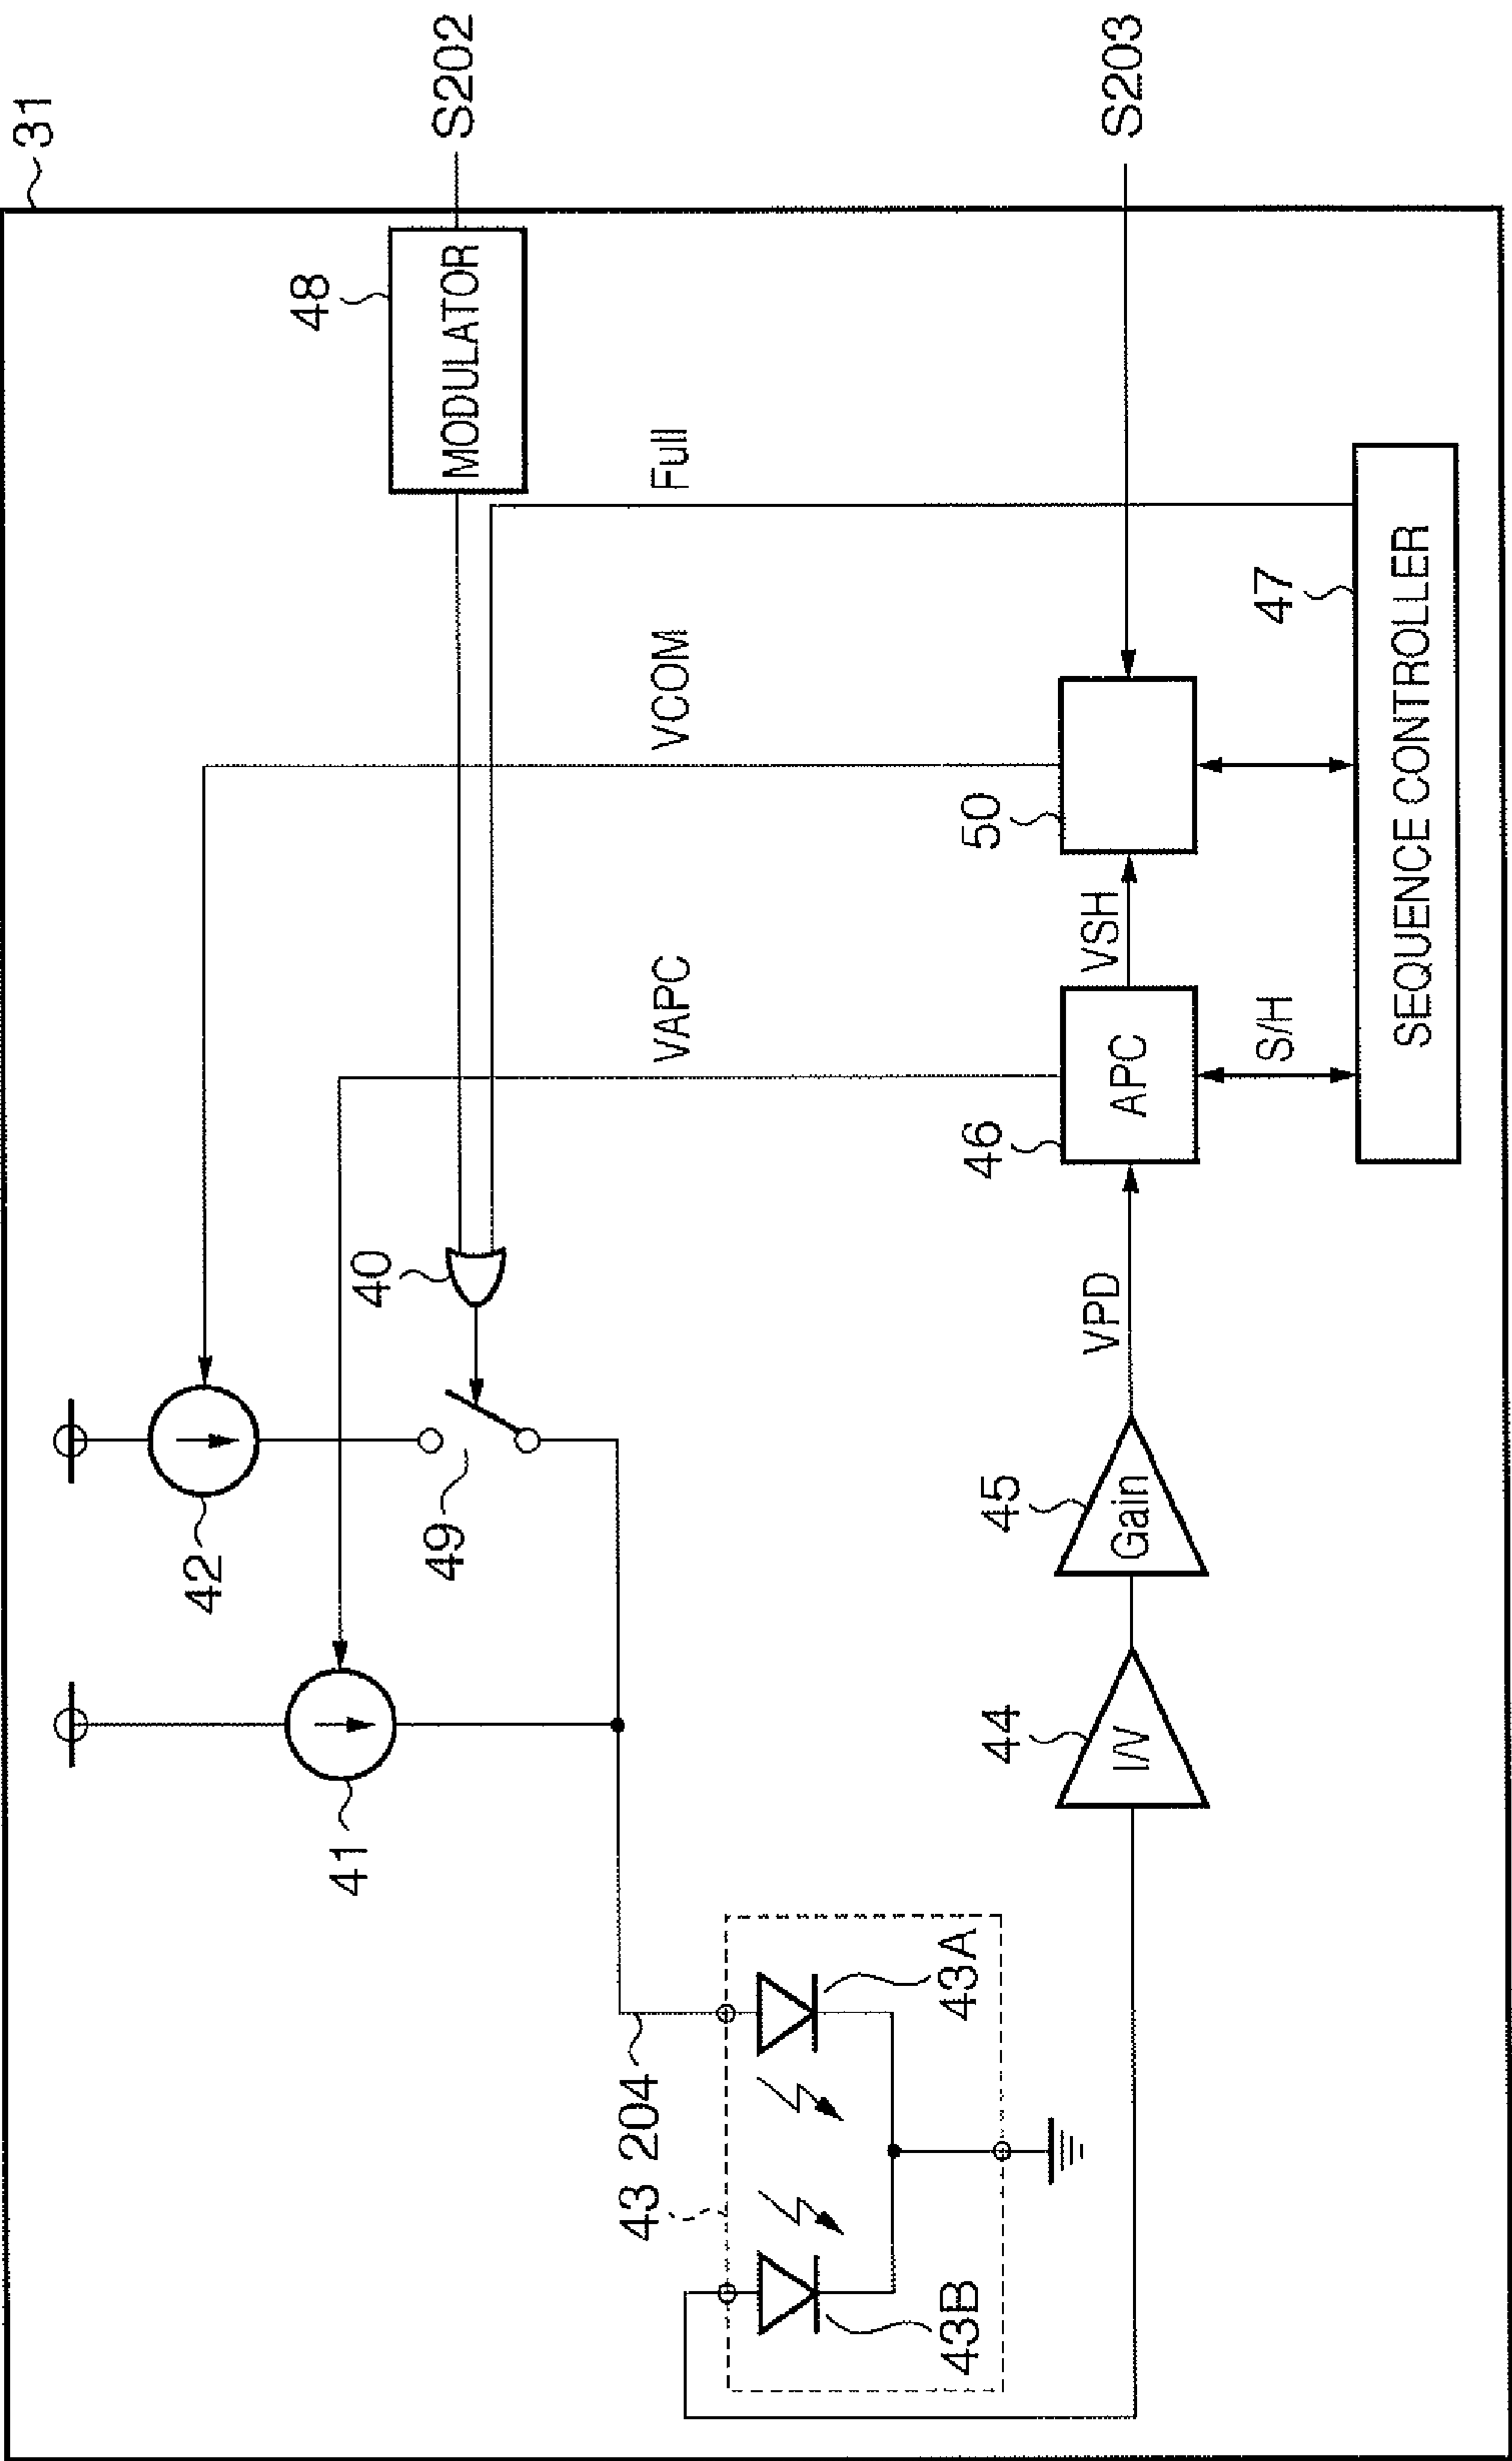 31
S202
S203
48
MODULATOR
Full
VCOM
VAPC
47
SEQUENCE CONTROLLER
50
VSH
46
APC
S/H
40
VPD
42
49
45
Gain
41
44
I/V
204
43
43A
43B